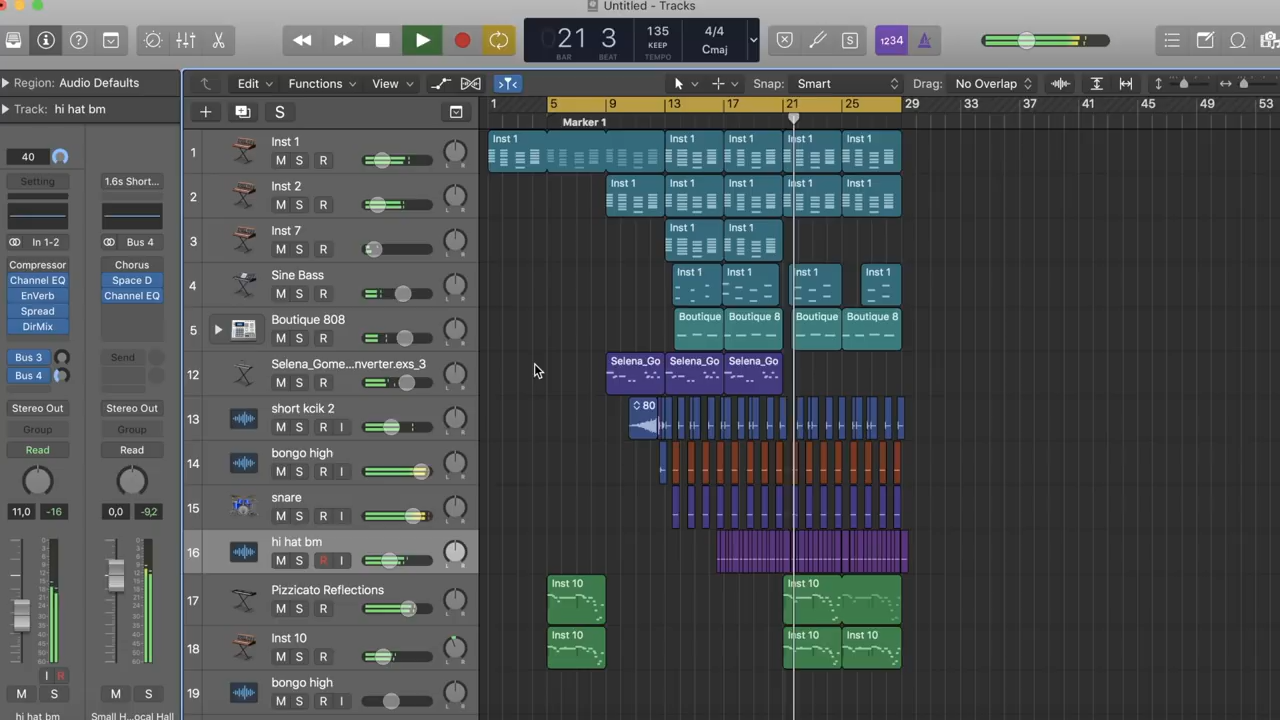 Untitled - Tracks
21 3
BAR BEAT
135
KEEP
TEMPO
4/4
Cmaj
1234
Region: Audio Defaults
Edit Functions View
Snap: Smart
Drag: No Overlap
Track: hi hat bm
S
1 5 9 13 17 21 25 29 33 37 41 45 49 53
Marker 1
40
Setting
1.6s Short...
In 1-2
Bus 4
Compressor
Chorus
Channel EQ
Space D
EnVerb
Channel EQ
Spread
DirMix
Bus 3
Send
Bus 4
Stereo Out
Stereo Out
Group
Group
Read
Read
11,0 -16
0,0 -9,2
I R
M S
M S
hi hat bm
Small H...ocal Hall
1 Inst 1
M S R
Inst 1 Inst 1 Inst 1 Inst 1 Inst 1
2 Inst 2
M S R
Inst 1 Inst 1 Inst 1 Inst 1 Inst 1
3 Inst 7
M S R
Inst 1 Inst 1
4 Sine Bass
M S R
Inst 1 Inst 1 Inst 1 Inst 1
5 Boutique 808
M S R
Boutique Boutique 8 Boutique Boutique 8
12 Selena_Gome...nverter.exs_3
M S R
Selena_Go Selena_Go Selena_Go
13 short kcik 2
M S R I
80
14 bongo high
M S R I
15 snare
M S R
16 hi hat bm
M S R I
17 Pizzicato Reflections
M S R
Inst 10 Inst 10
18 Inst 10
M S R
Inst 10 Inst 10 Inst 10
19 bongo high
M S R I